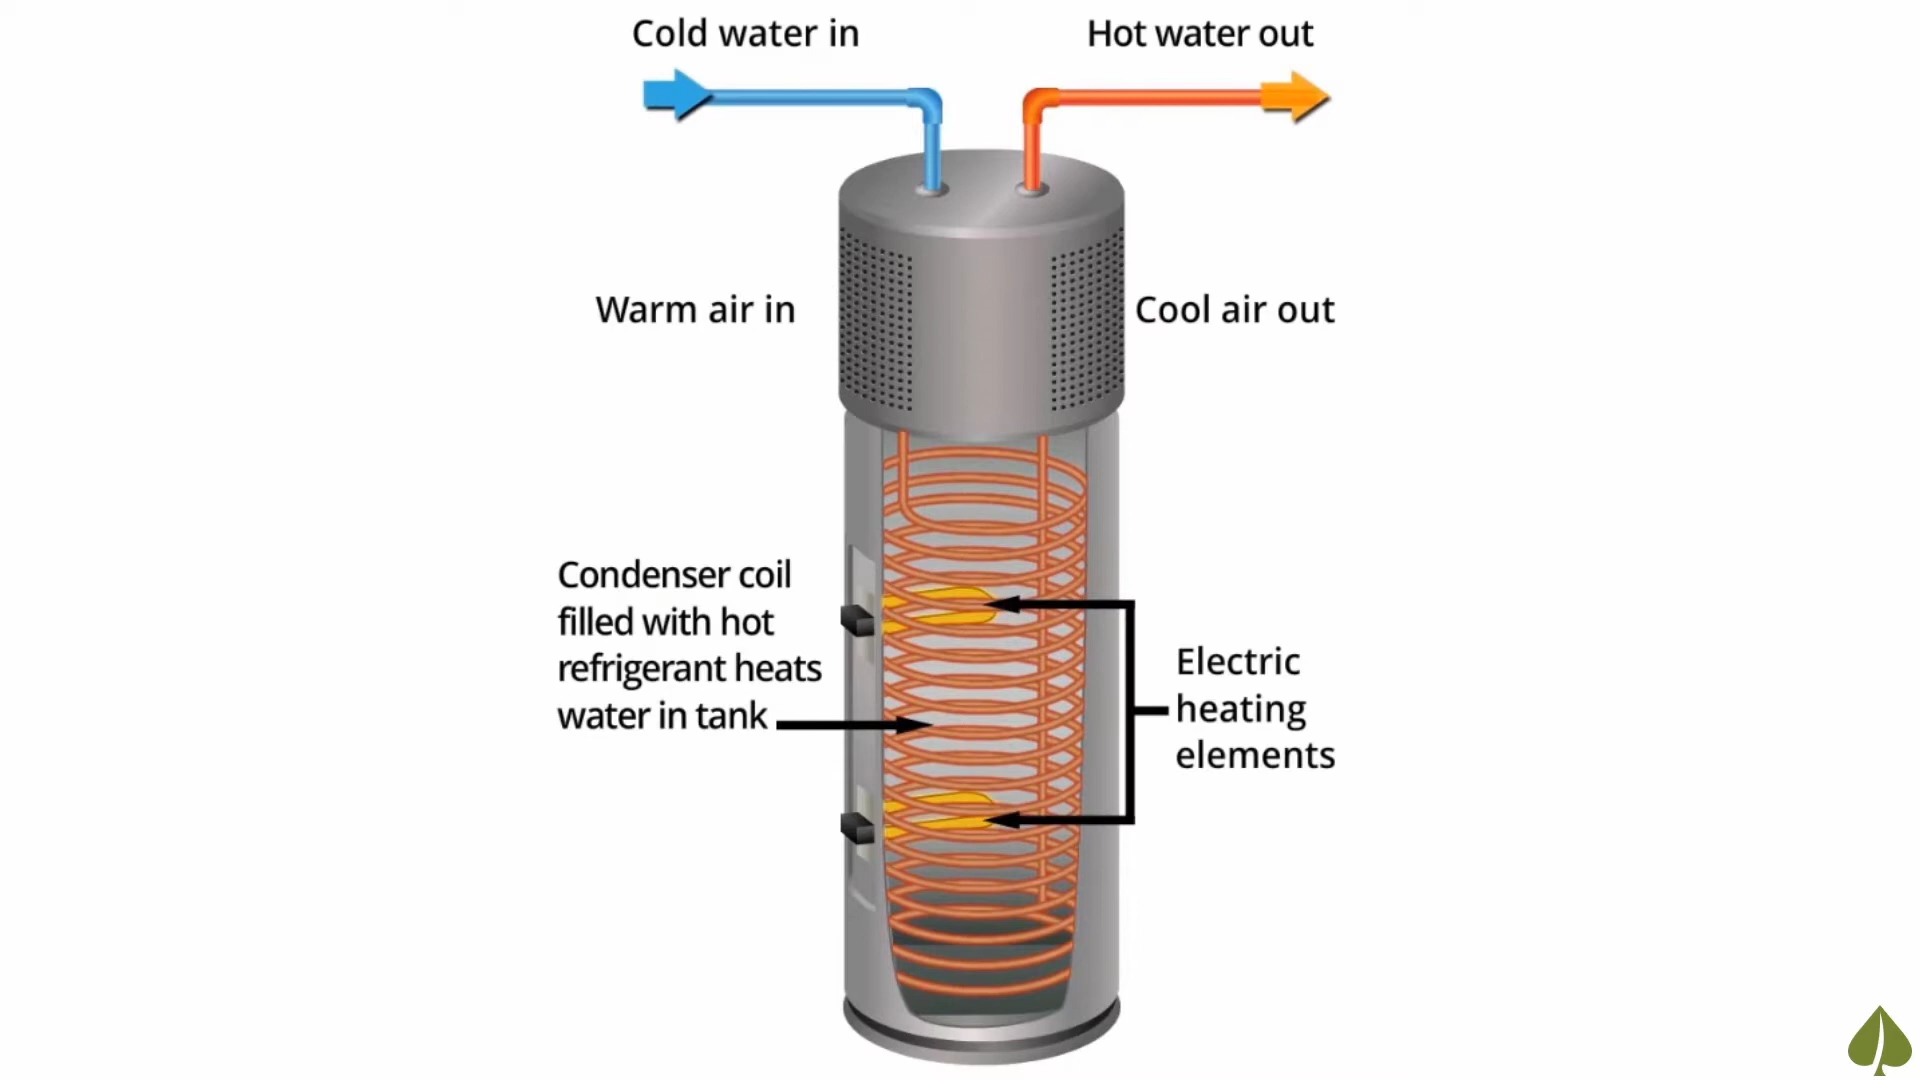 Cold water in
Hot water out
Warm air in
Cool air out
Condenser coil
filled with hot
refrigerant heats
water in tank
Electric
heating
elements